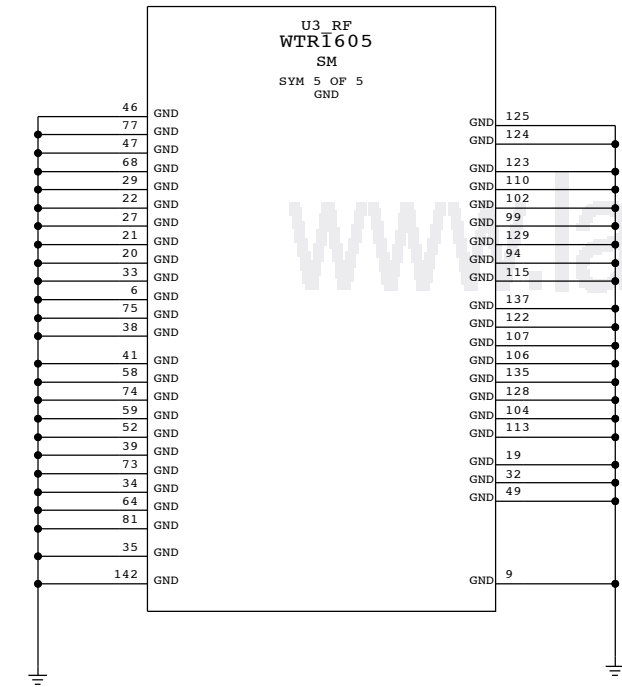 U3_RF
WTR1605
SM
SYM 5 OF 5
GND
46 GND
77 GND
47 GND
68 GND
29 GND
22 GND
27 GND
21 GND
20 GND
33 GND
6 GND
75 GND
38 GND
41 GND
58 GND
74 GND
59 GND
52 GND
39 GND
73 GND
34 GND
64 GND
81 GND
35 GND
142 GND
GND 125
GND 124
GND 123
GND 110
GND 102
GND 99
GND 129
GND 94
GND 115
GND 137
GND 122
GND 107
GND 106
GND 135
GND 128
GND 104
GND 113
GND 19
GND 32
GND 49
GND 9
www.la